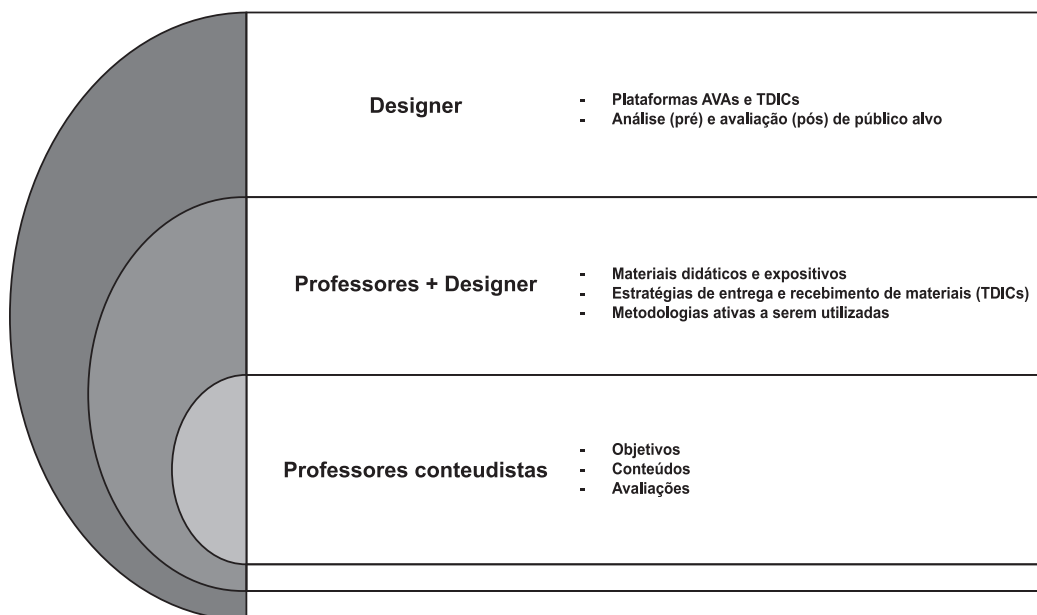 Designer
- Plataformas AVAs e TDICs
- Análise (pré) e avaliação (pós) de público alvo
Professores + Designer
- Materiais didáticos e expositivos
- Estratégias de entrega e recebimento de materiais (TDICs)
- Metodologias ativas a serem utilizadas
Professores conteudistas
- Objetivos
- Conteúdos
- Avaliações